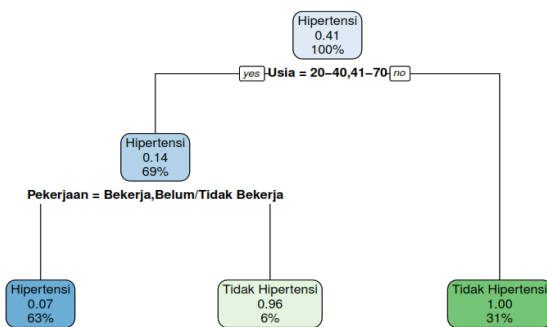 Hipertensi
0.41
100%
yes Usia = 20−40,41−70 no
Hipertensi
0.14
69%
Pekerjaan = Bekerja,Belum/Tidak Bekerja
Hipertensi
0.07
63%
Tidak Hipertensi
0.96
6%
Tidak Hipertensi
1.00
31%